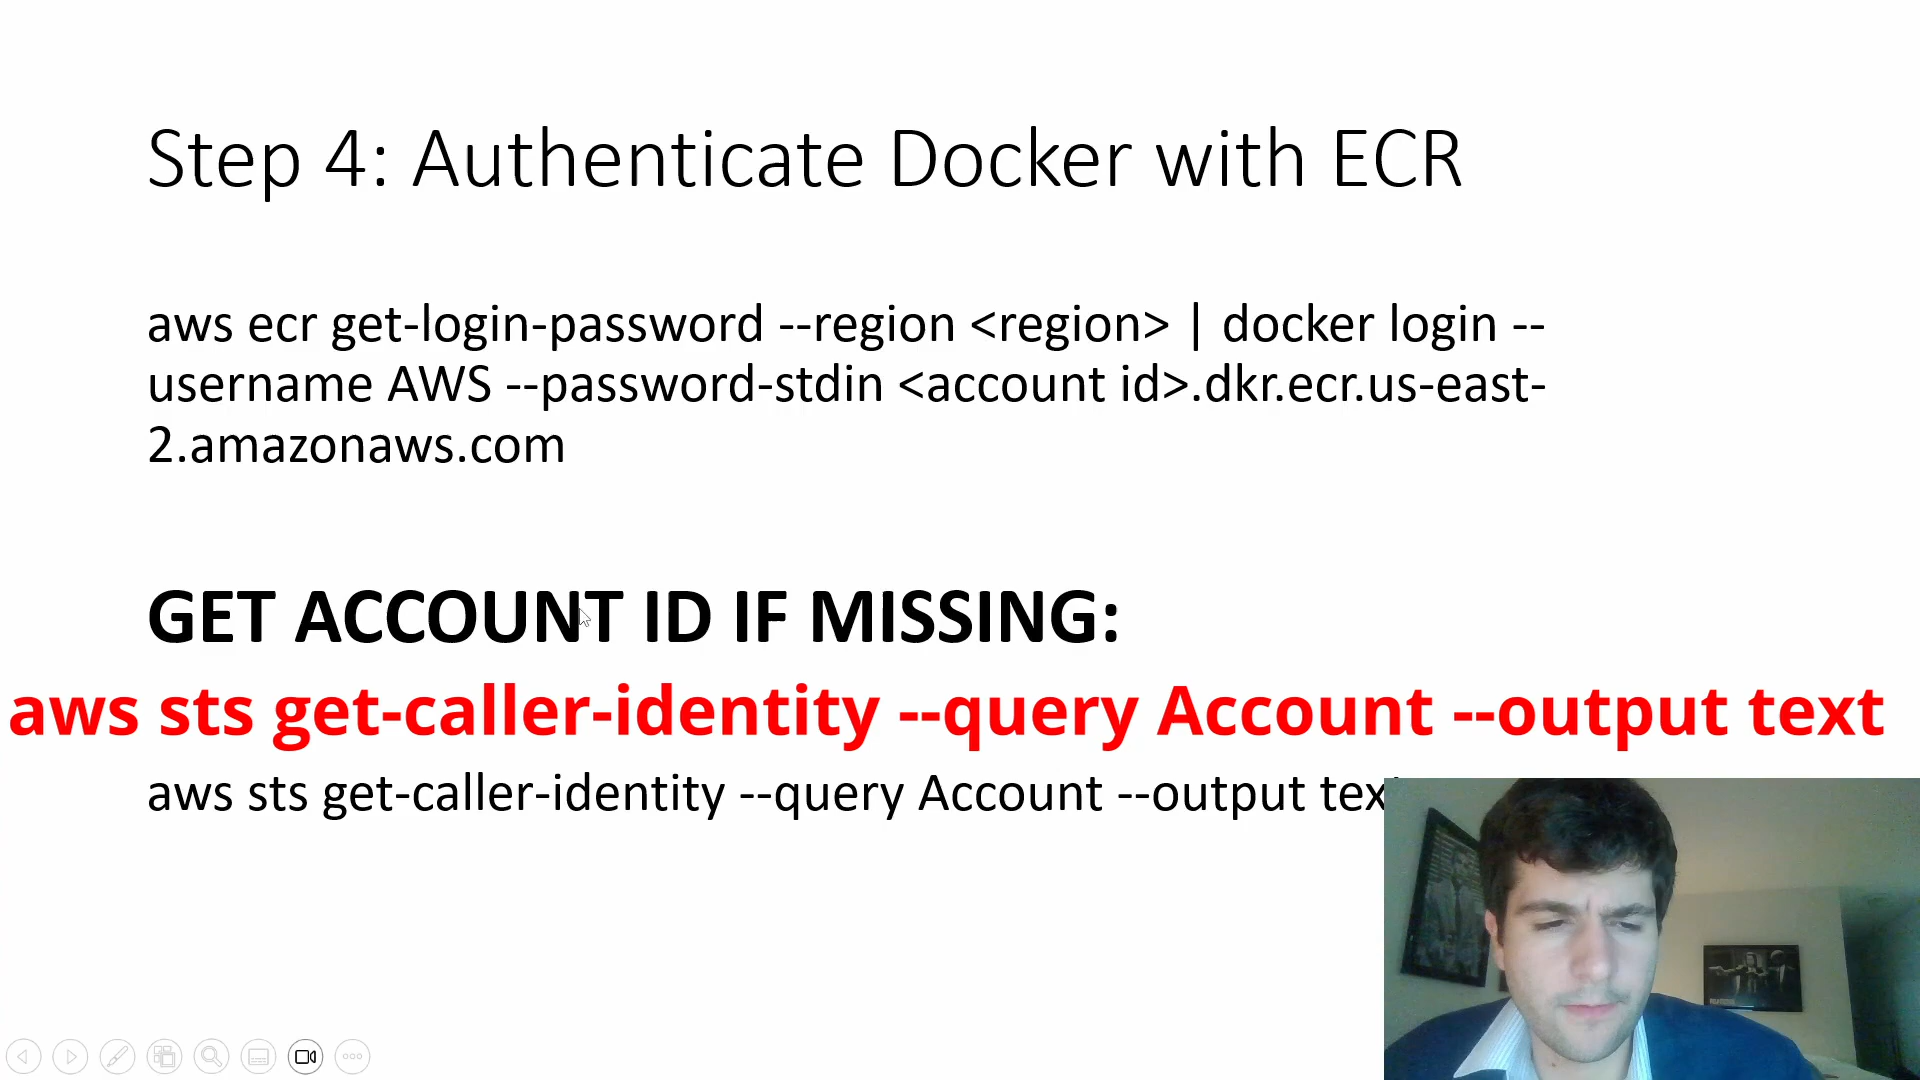 Step 4: Authenticate Docker with ECR
aws ecr get-login-password --region <region> | docker login --
username AWS --password-stdin <account id>.dkr.ecr.us-east-
2.amazonaws.com
GET ACCOUNT ID IF MISSING:
aws sts get-caller-identity --query Account --output text
aws sts get-caller-identity --query Account --output tex